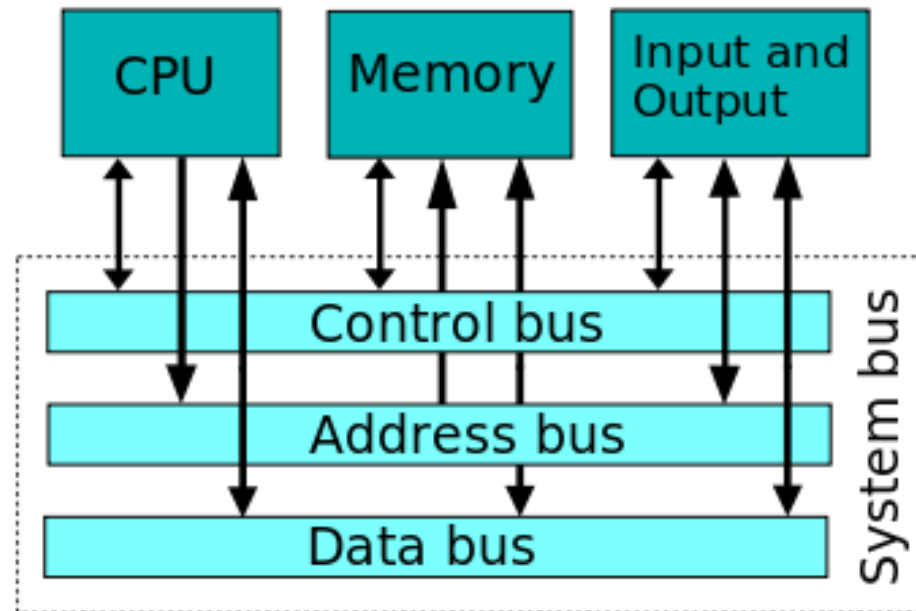 CPU
Memory
Input and
Output
Control bus
Address bus
Data bus
System bus